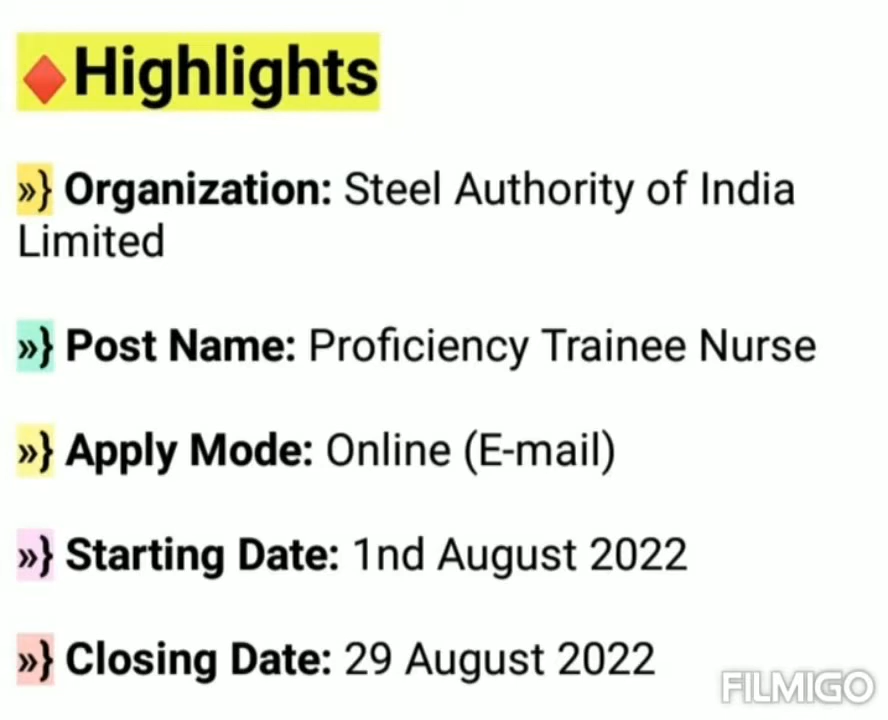 ♦Highlights
»} Organization: Steel Authority of India
Limited
»} Post Name: Proficiency Trainee Nurse
»} Apply Mode: Online (E-mail)
»} Starting Date: 1nd August 2022
»} Closing Date: 29 August 2022
FILMIGO